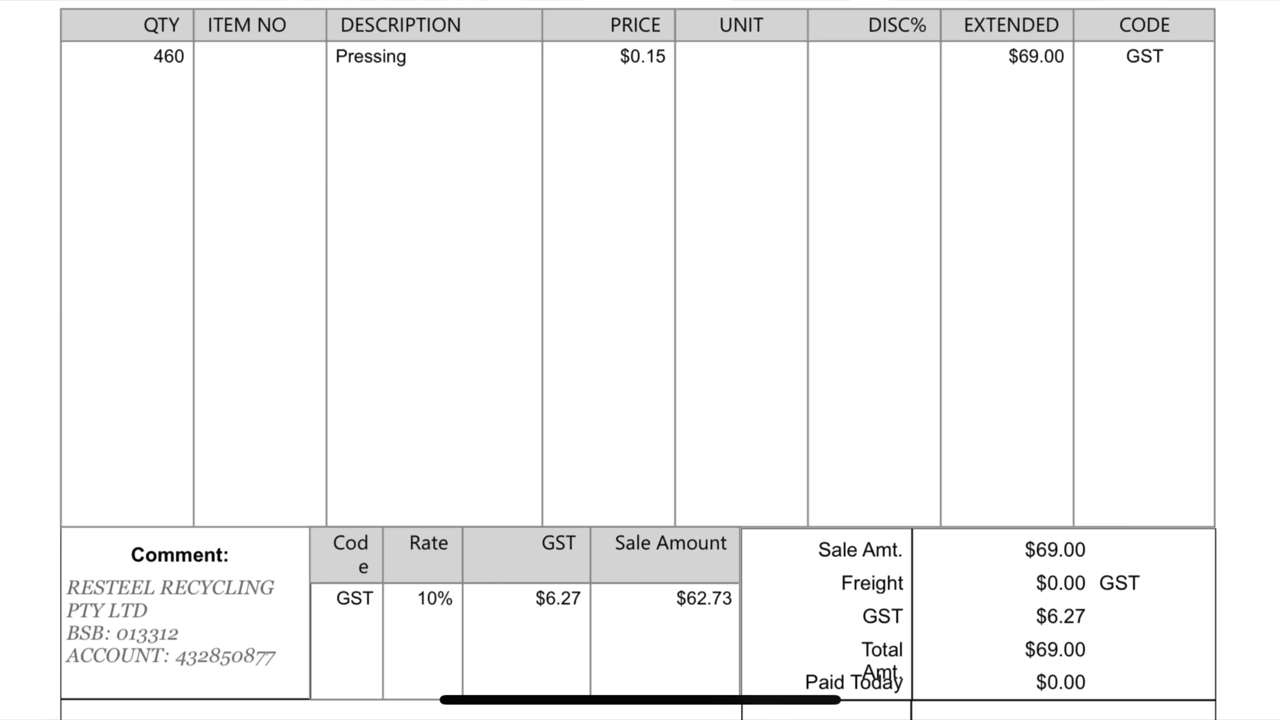 QTY ITEM NO DESCRIPTION PRICE UNIT DISC% EXTENDED CODE
460 Pressing $0.15 $69.00 GST
Comment:
RESTEEL RECYCLING
PTY LTD
BSB: 013312
ACCOUNT: 432850877
Cod
e
Rate GST Sale Amount
GST 10% $6.27 $62.73
Sale Amt. $69.00
Freight $0.00 GST
GST $6.27
Total $69.00
Amt.
Paid Today $0.00